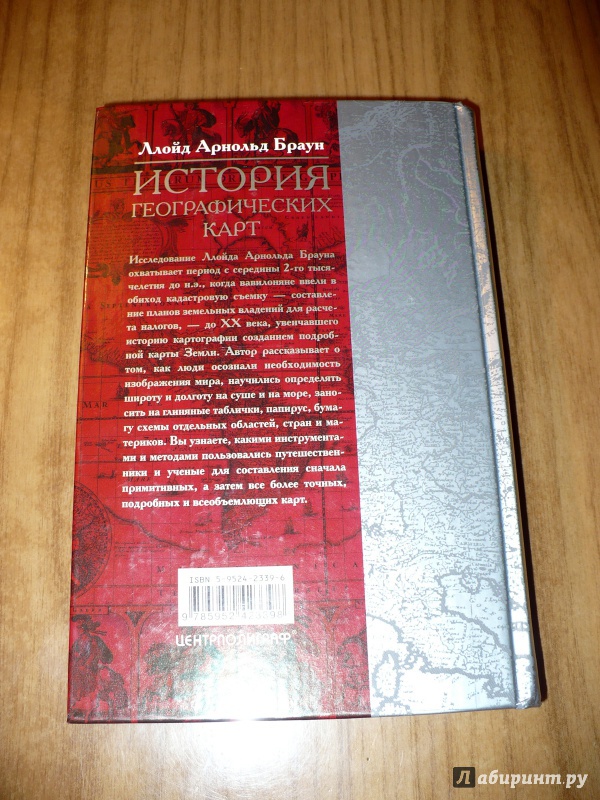 Ллойд Арнольд Браун
ИСТОРИЯ
ГЕОГРАФИЧЕСКИХ
КАРТ
Исследование Ллойда Арнольда Брауна
охватывает период с середины 2-го тыся-
челетия до н.э., когда вавилоняне ввели в
обиход кадастровую съемку — составле-
ние планов земельных владений для расче-
та налогов, — до XX века, увенчавшего
историю картографии созданием подроб-
ной карты Земли. Автор рассказывает о
том, как люди осознали необходимость
изображения мира, научились определять
широту и долготу на суше и на море, зано-
сить на глиняные таблички, папирус, бума-
гу схемы отдельных областей, стран и ма-
териков. Вы узнаете, какими инструмента-
ми и методами пользовались путешествен-
ники и ученые для составления сначала
примитивных, а затем все более точных,
подробных и всеобъемлющих карт.
ISBN 5-9524-2339-6
ЦЕНТРПОЛИГРАФ
Лабиринт.ру